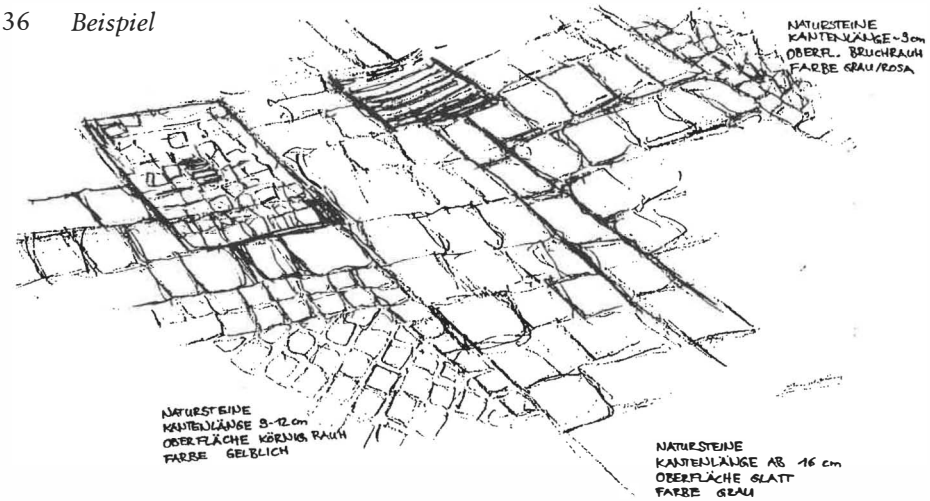 36 Beispiel
NATURSTEINE
KANTENLÄNGE ~9cm
OBERFL. BRUCHRAUH
FARBE GRAU/ROSA
NATURSTEINE
KANTENLÄNGE 9-12 cm
OBERFLÄCHE KÖRNIG, RAUH
FARBE GELBLICH
NATURSTEINE
KANTENLÄNGE AB 16 cm
OBERFLÄCHE GLATT
FARBE GRAU